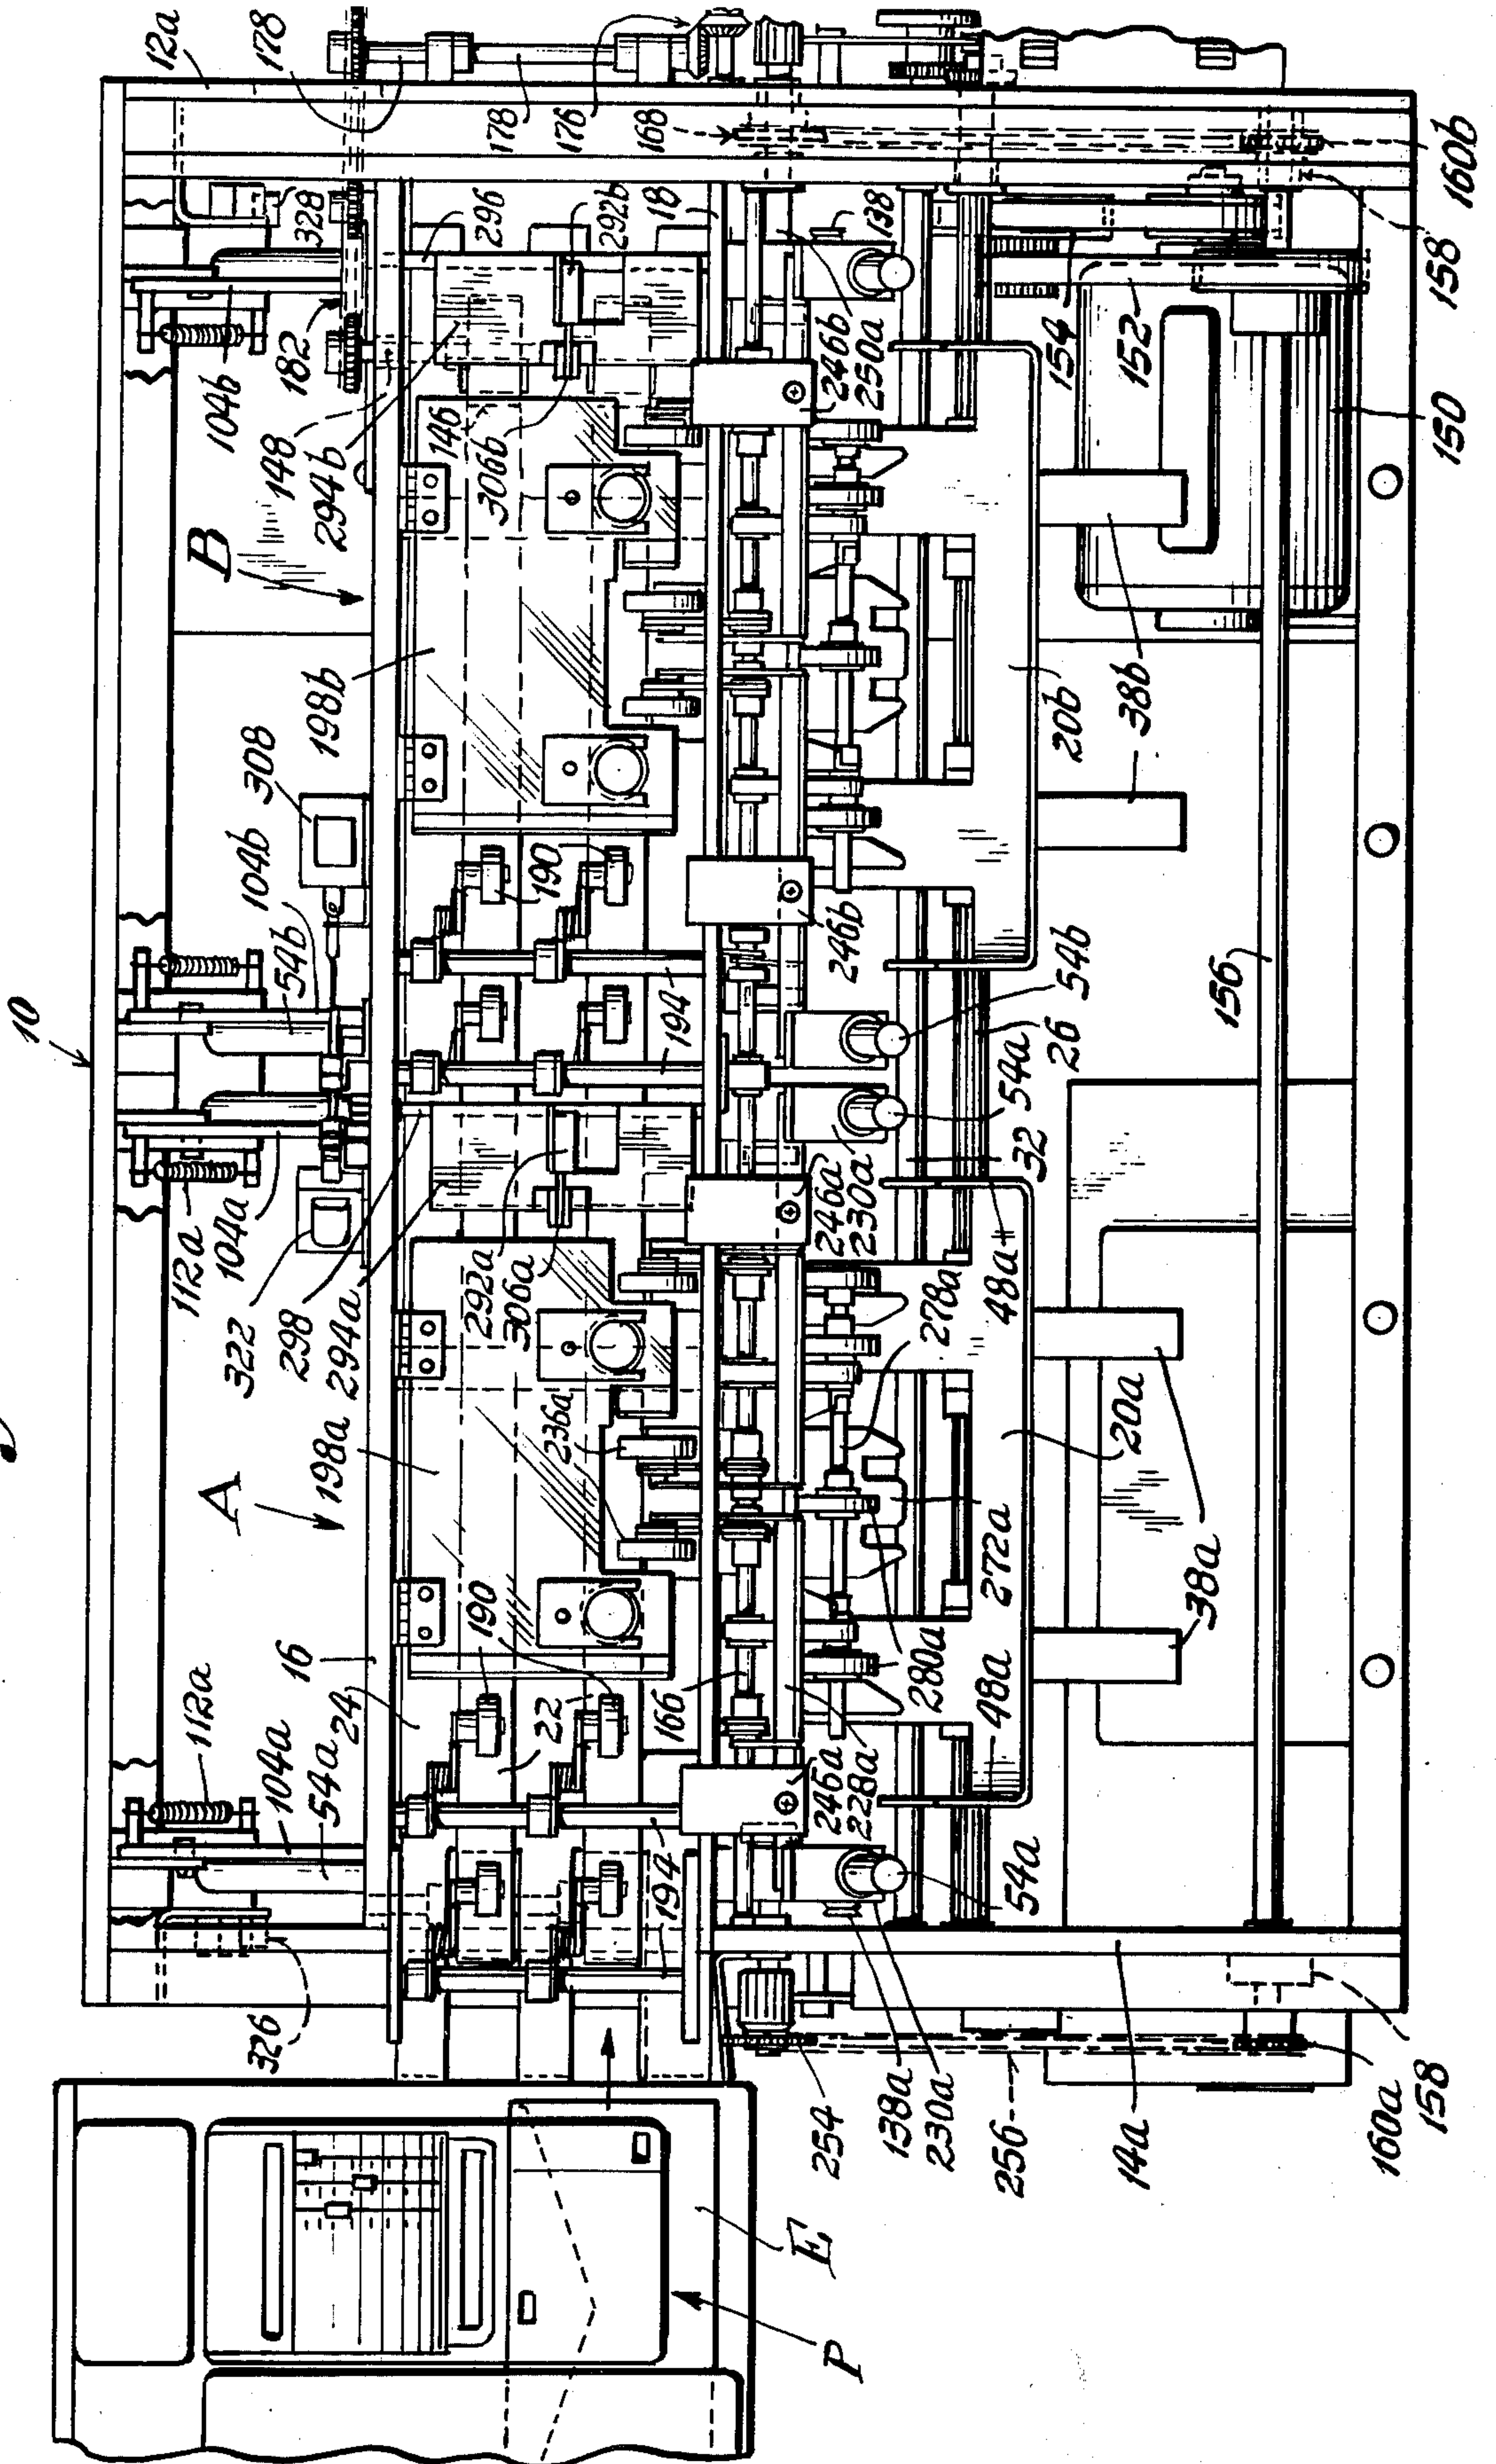 10
12a
178
178
176
168
328
104b
182
148
294b
B
146
306b
296
292b
18
198b
308
104b
54b
190
194
246b
54b
54a
26
32
246b
250a
138
154
152
150
160b
158
20b
38b
156
112a
104a
322
298
294a
292a
306a
A
198a
236a
246a
230a
278a
48a
20a
38a
272a
280a
48a
16
24
112a
104a
54a
190
22
166
194
246a
228a
54a
326
254
138a
230a
256
14a
160a
158
E
P